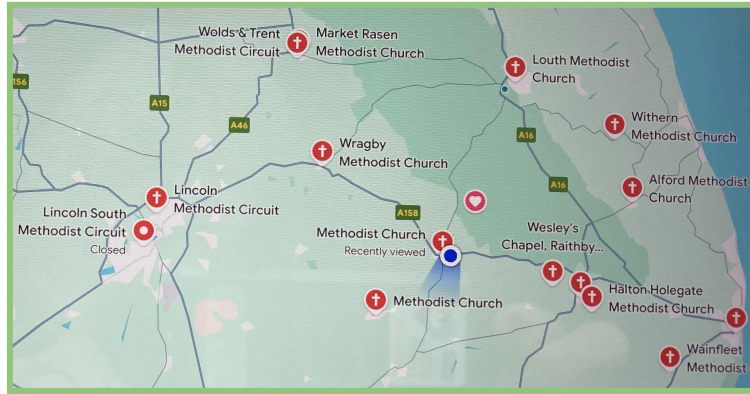 Wolds & Trent
Methodist Circuit
Market Rasen
Methodist Church
Louth Methodist
Church
156
A15
A46
A16
Withern
Methodist Church
Wragby
Methodist Church
A16
Alford Methodist
Church
Lincoln
Methodist Circuit
Lincoln South
Methodist Circuit
Closed
A158
Methodist Church
Recently viewed
Wesley's
Chapel, Raithby...
Methodist Church
Halton Holegate
Methodist Church
Wainfleet
Methodist